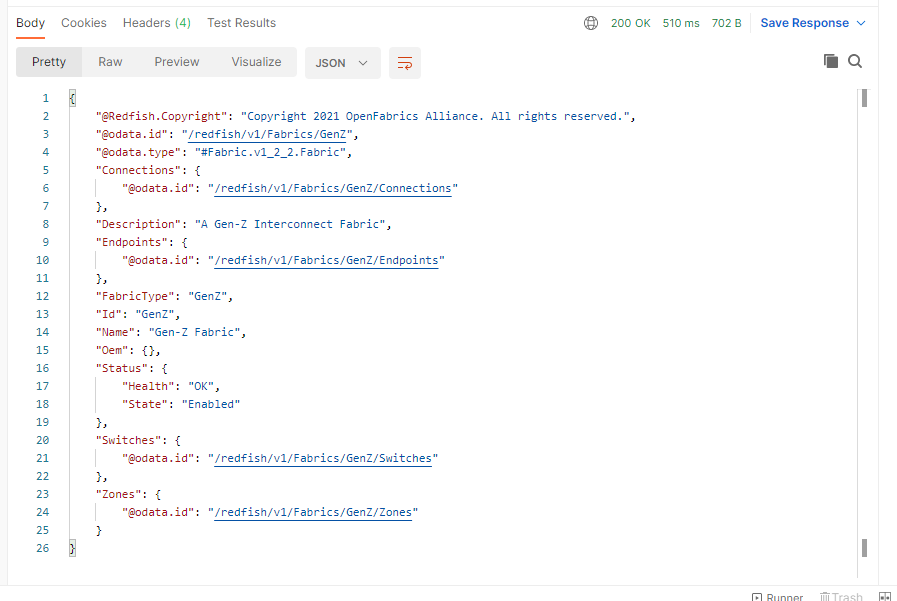 Body Cookies Headers (4) Test Results 200 OK 510 ms 702 B Save Response
Pretty Raw Preview Visualize JSON
1 {
2 "@Redfish.Copyright": "Copyright 2021 OpenFabrics Alliance. All rights reserved.",
3 "@odata.id": "/redfish/v1/Fabrics/GenZ",
4 "@odata.type": "#Fabric.v1_2_2.Fabric",
5 "Connections": {
6 "@odata.id": "/redfish/v1/Fabrics/GenZ/Connections"
7 },
8 "Description": "A Gen-Z Interconnect Fabric",
9 "Endpoints": {
10 "@odata.id": "/redfish/v1/Fabrics/GenZ/Endpoints"
11 },
12 "FabricType": "GenZ",
13 "Id": "GenZ",
14 "Name": "Gen-Z Fabric",
15 "Oem": {},
16 "Status": {
17 "Health": "OK",
18 "State": "Enabled"
19 },
20 "Switches": {
21 "@odata.id": "/redfish/v1/Fabrics/GenZ/Switches"
22 },
23 "Zones": {
24 "@odata.id": "/redfish/v1/Fabrics/GenZ/Zones"
25 }
26 }
Runner Trash